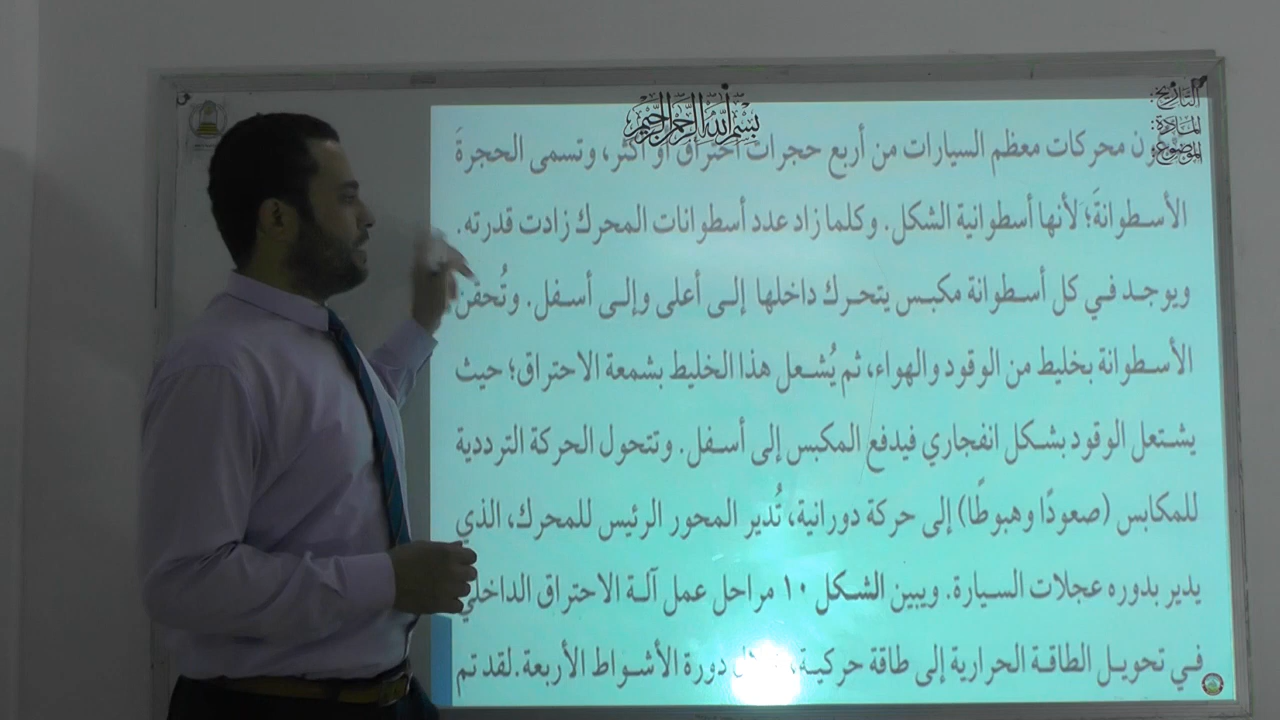 بسم الله الرحمن الرحيم
التاريخ:
المادة:
الموضوع:
ون محركات معظم السيارات من أربع حجرات احتراق أو أكثر، وتسمى الحجرةَ
الأسطوانةَ؛ لأنها أسطوانية الشكل. وكلما زاد عدد أسطوانات المحرك زادت قدرته.
ويوجد في كل أسطوانة مكبس يتحرك داخلها إلى أعلى وإلى أسفل. وتُحقن
الأسطوانة بخليط من الوقود والهواء، ثم يُشعل هذا الخليط بشمعة الاحتراق؛ حيث
يشتعل الوقود بشكل انفجاري فيدفع المكبس إلى أسفل. وتتحول الحركة الترددية
للمكابس (صعودًا وهبوطًا) إلى حركة دورانية، تُدير المحور الرئيس للمحرك، الذي
يدير بدوره عجلات السيارة. ويبين الشكل ١٠ مراحل عمل آلة الاحتراق الداخلي
في تحويل الطاقة الحرارية إلى طاقة حركية، دورة الأشواط الأربعة.لقد تم